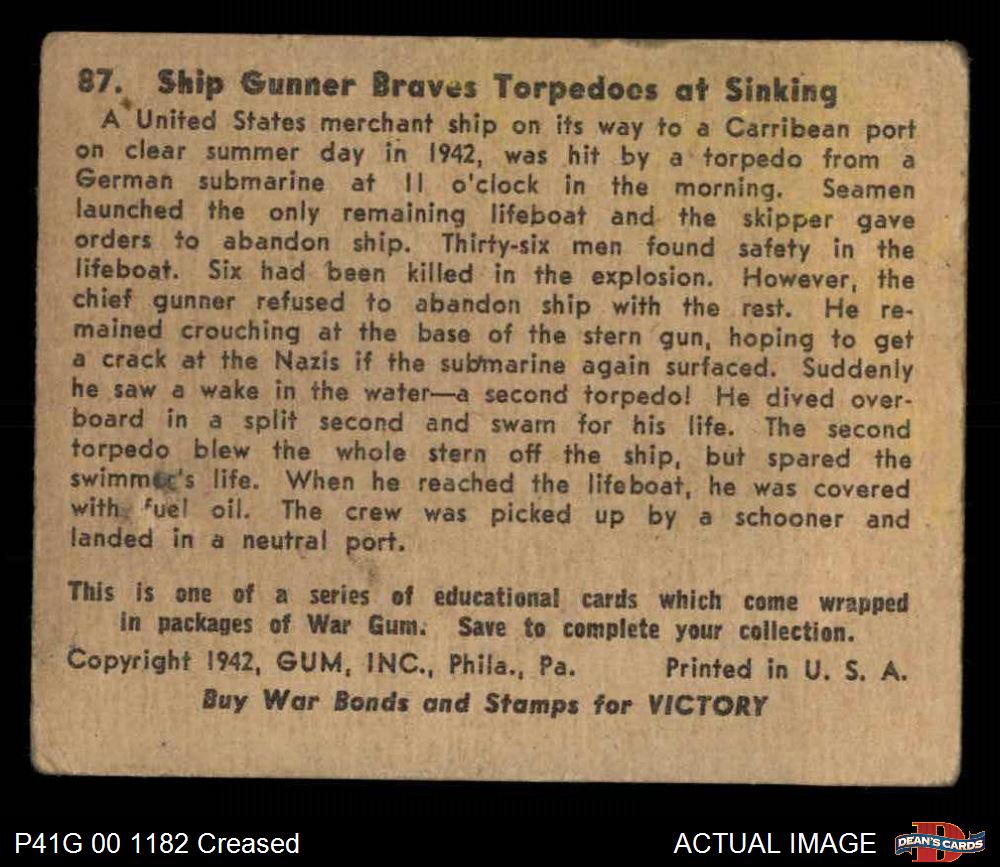 87. Ship Gunner Braves Torpedoes at Sinking
A United States merchant ship on its way to a Carribean port
on clear summer day in 1942, was hit by a torpedo from a
German submarine at 11 o'clock in the morning. Seamen
launched the only remaining lifeboat and the skipper gave
orders to abandon ship. Thirty-six men found safety in the
lifeboat. Six had been killed in the explosion. However, the
chief gunner refused to abandon ship with the rest. He re-
mained crouching at the base of the stern gun, hoping to get
a crack at the Nazis if the submarine again surfaced. Suddenly
he saw a wake in the water—a second torpedo! He dived over-
board in a split second and swam for his life. The second
torpedo blew the whole stern off the ship, but spared the
swimmer's life. When he reached the lifeboat, he was covered
with fuel oil. The crew was picked up by a schooner and
landed in a neutral port.
This is one of a series of educational cards which come wrapped
in packages of War Gum. Save to complete your collection.
Copyright 1942, GUM, INC., Phila., Pa. Printed in U. S. A.
Buy War Bonds and Stamps for VICTORY
P41G 00 1182 Creased ACTUAL IMAGE DEAN'S CARDS